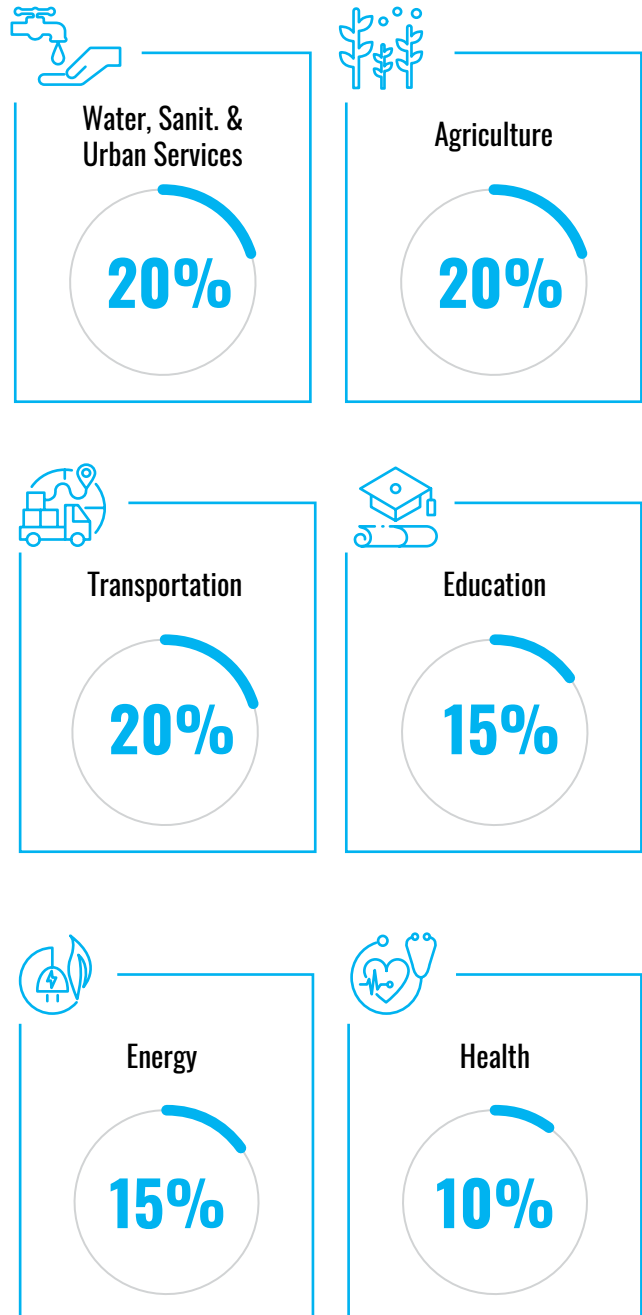 Water, Sanit. &
Urban Services
20%
Agriculture
20%
Transportation
20%
Education
15%
Energy
15%
Health
10%